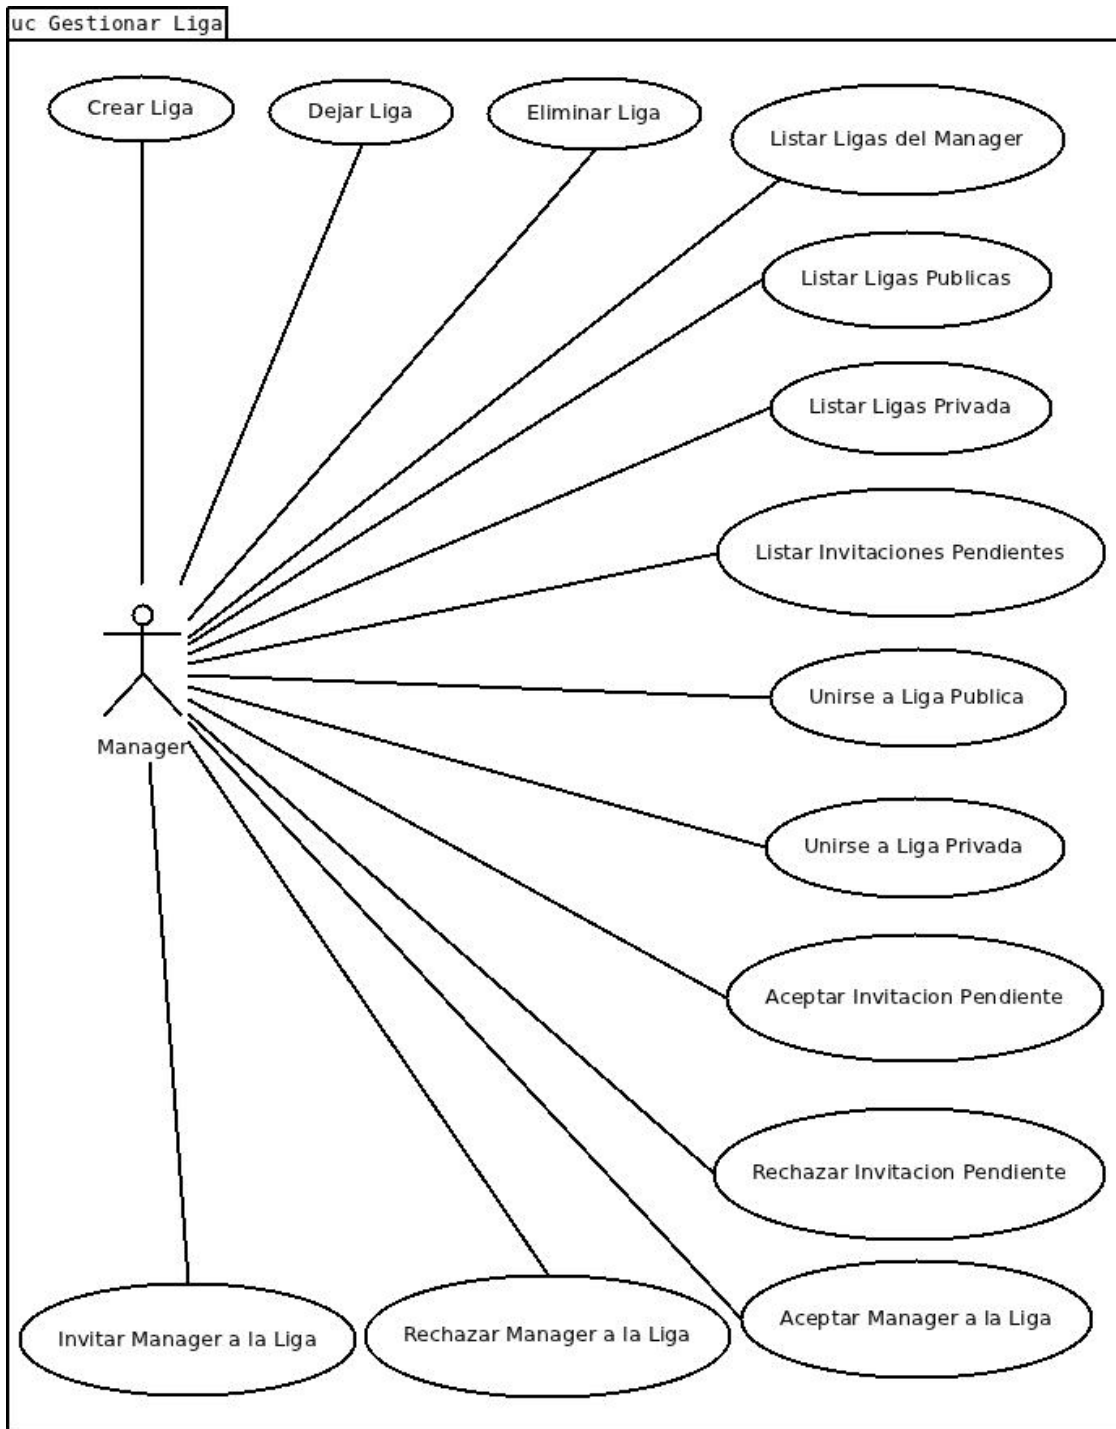 uc Gestionar Liga
Crear Liga
Dejar Liga
Eliminar Liga
Listar Ligas del Manager
Listar Ligas Publicas
Listar Ligas Privada
Listar Invitaciones Pendientes
Unirse a Liga Publica
Manager
Unirse a Liga Privada
Aceptar Invitacion Pendiente
Rechazar Invitacion Pendiente
Aceptar Manager a la Liga
Rechazar Manager a la Liga
Invitar Manager a la Liga